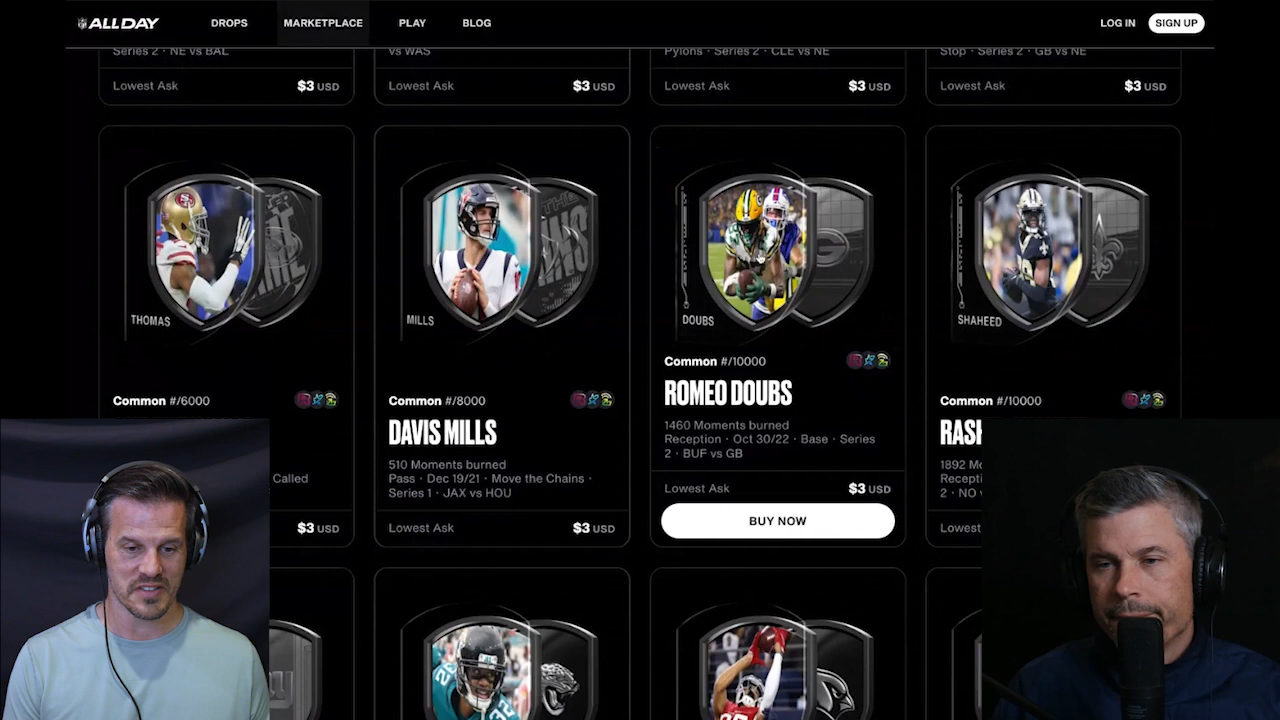 NFL ALL DAY
DROPS
MARKETPLACE
PLAY
BLOG
LOG IN
SIGN UP
Series 2 · NE vs BAL
vs WAS
Pylons · Series 2 · CLE vs NE
Stop · Series 2 · GB vs NE
Lowest Ask $3 USD
Lowest Ask $3 USD
Lowest Ask $3 USD
Lowest Ask $3 USD
THOMAS
Common #/6000
Called
$3 USD
MILLS
Common #/8000
DAVIS MILLS
510 Moments burned
Pass · Dec 19/21 · Move the Chains ·
Series 1 · JAX vs HOU
Lowest Ask $3 USD
DOUBS
Common #/10000
ROMEO DOUBS
1460 Moments burned
Reception · Oct 30/22 · Base · Series
2 · BUF vs GB
Lowest Ask $3 USD
BUY NOW
SHAHEED
Common #/10000
RASH
1892 Mo
Recepti
2 · NO v
Lowest